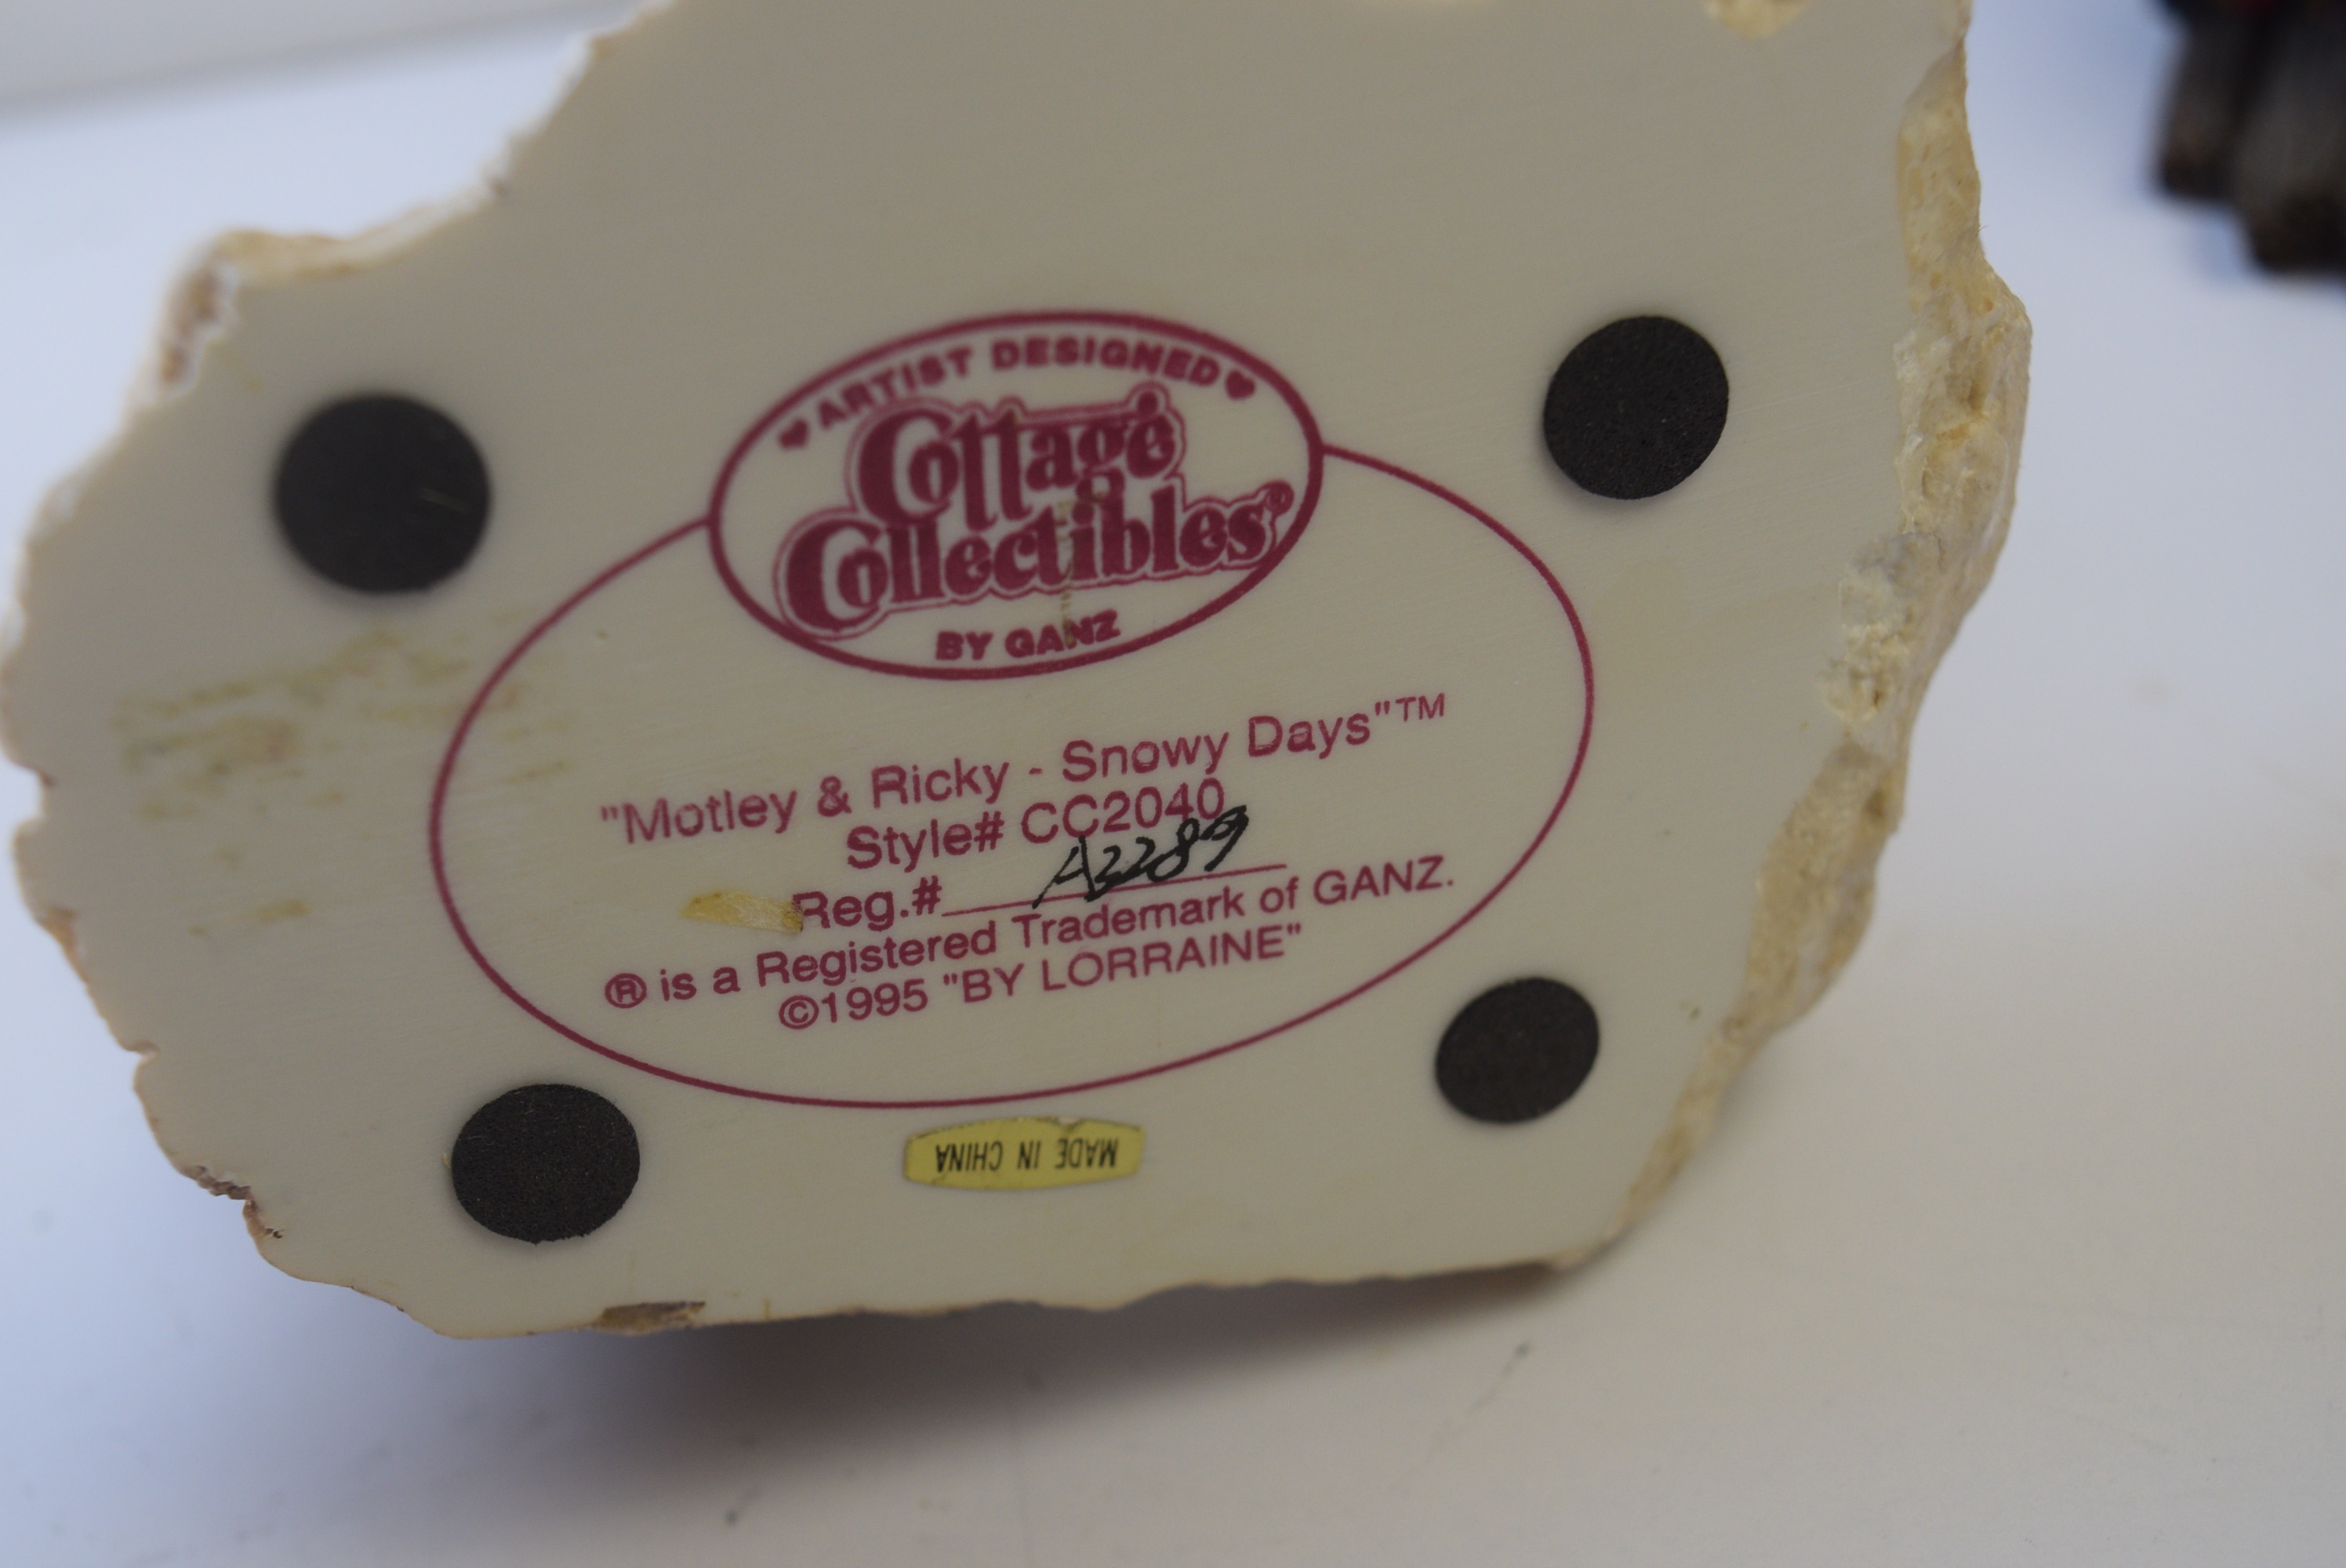 ♥ ARTIST DESIGNED ♥
Cottage
Collectibles®
BY GANZ
"Motley & Ricky - Snowy Days"™
Style# CC2040
Reg.# A3289
® is a Registered Trademark of GANZ.
©1995 "BY LORRAINE"
MADE IN CHINA